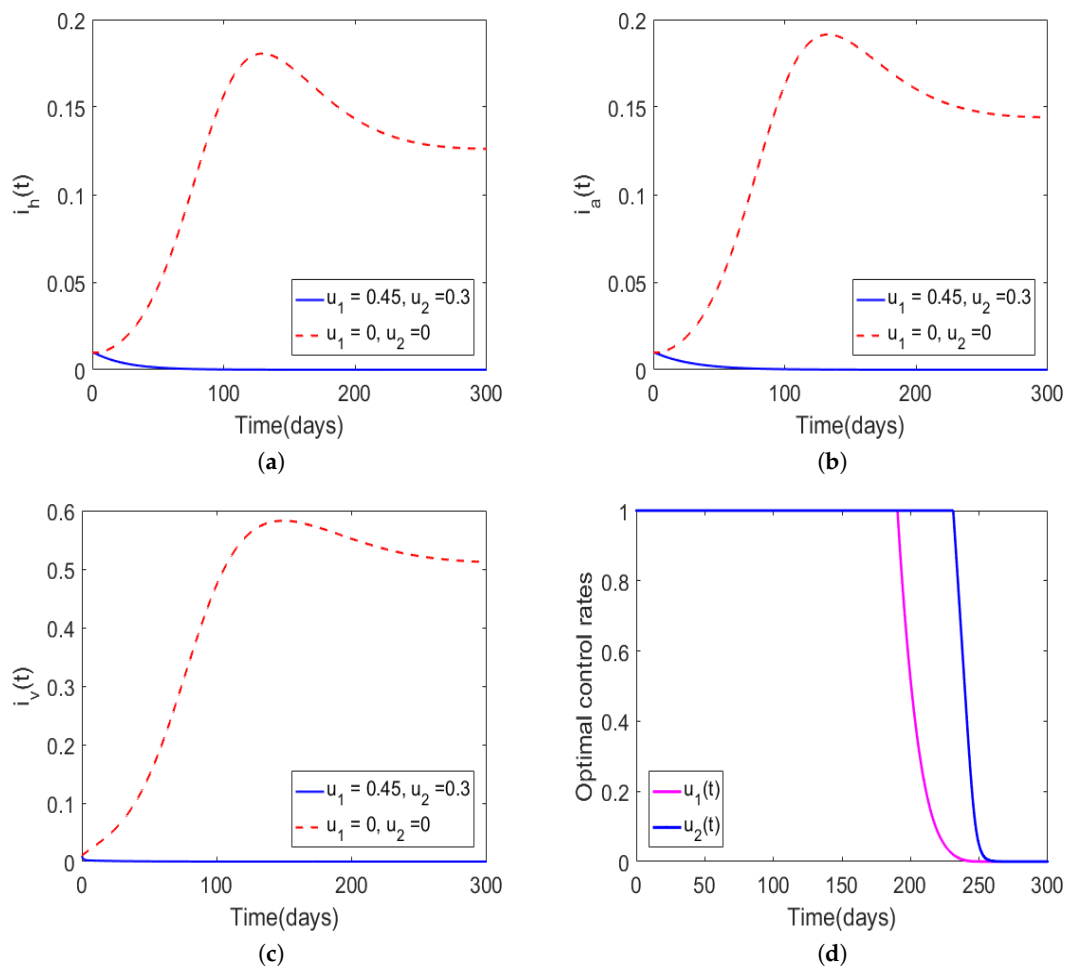 0.2
0.15
0.1
0.05
0
i_h(t)
u_1 = 0.45, u_2 =0.3
u_1 = 0, u_2 =0
0 100 200 300
Time(days)
(a)
0.2
0.15
0.1
0.05
0
i_a(t)
u_1 = 0.45, u_2 =0.3
u_1 = 0, u_2 =0
0 100 200 300
Time(days)
(b)
0.6
0.5
0.4
0.3
0.2
0.1
0
i_v(t)
u_1 = 0.45, u_2 =0.3
u_1 = 0, u_2 =0
0 100 200 300
Time(days)
(c)
1
0.8
0.6
0.4
0.2
0
Optimal control rates
u_1(t)
u_2(t)
0 50 100 150 200 250 300
Time(days)
(d)